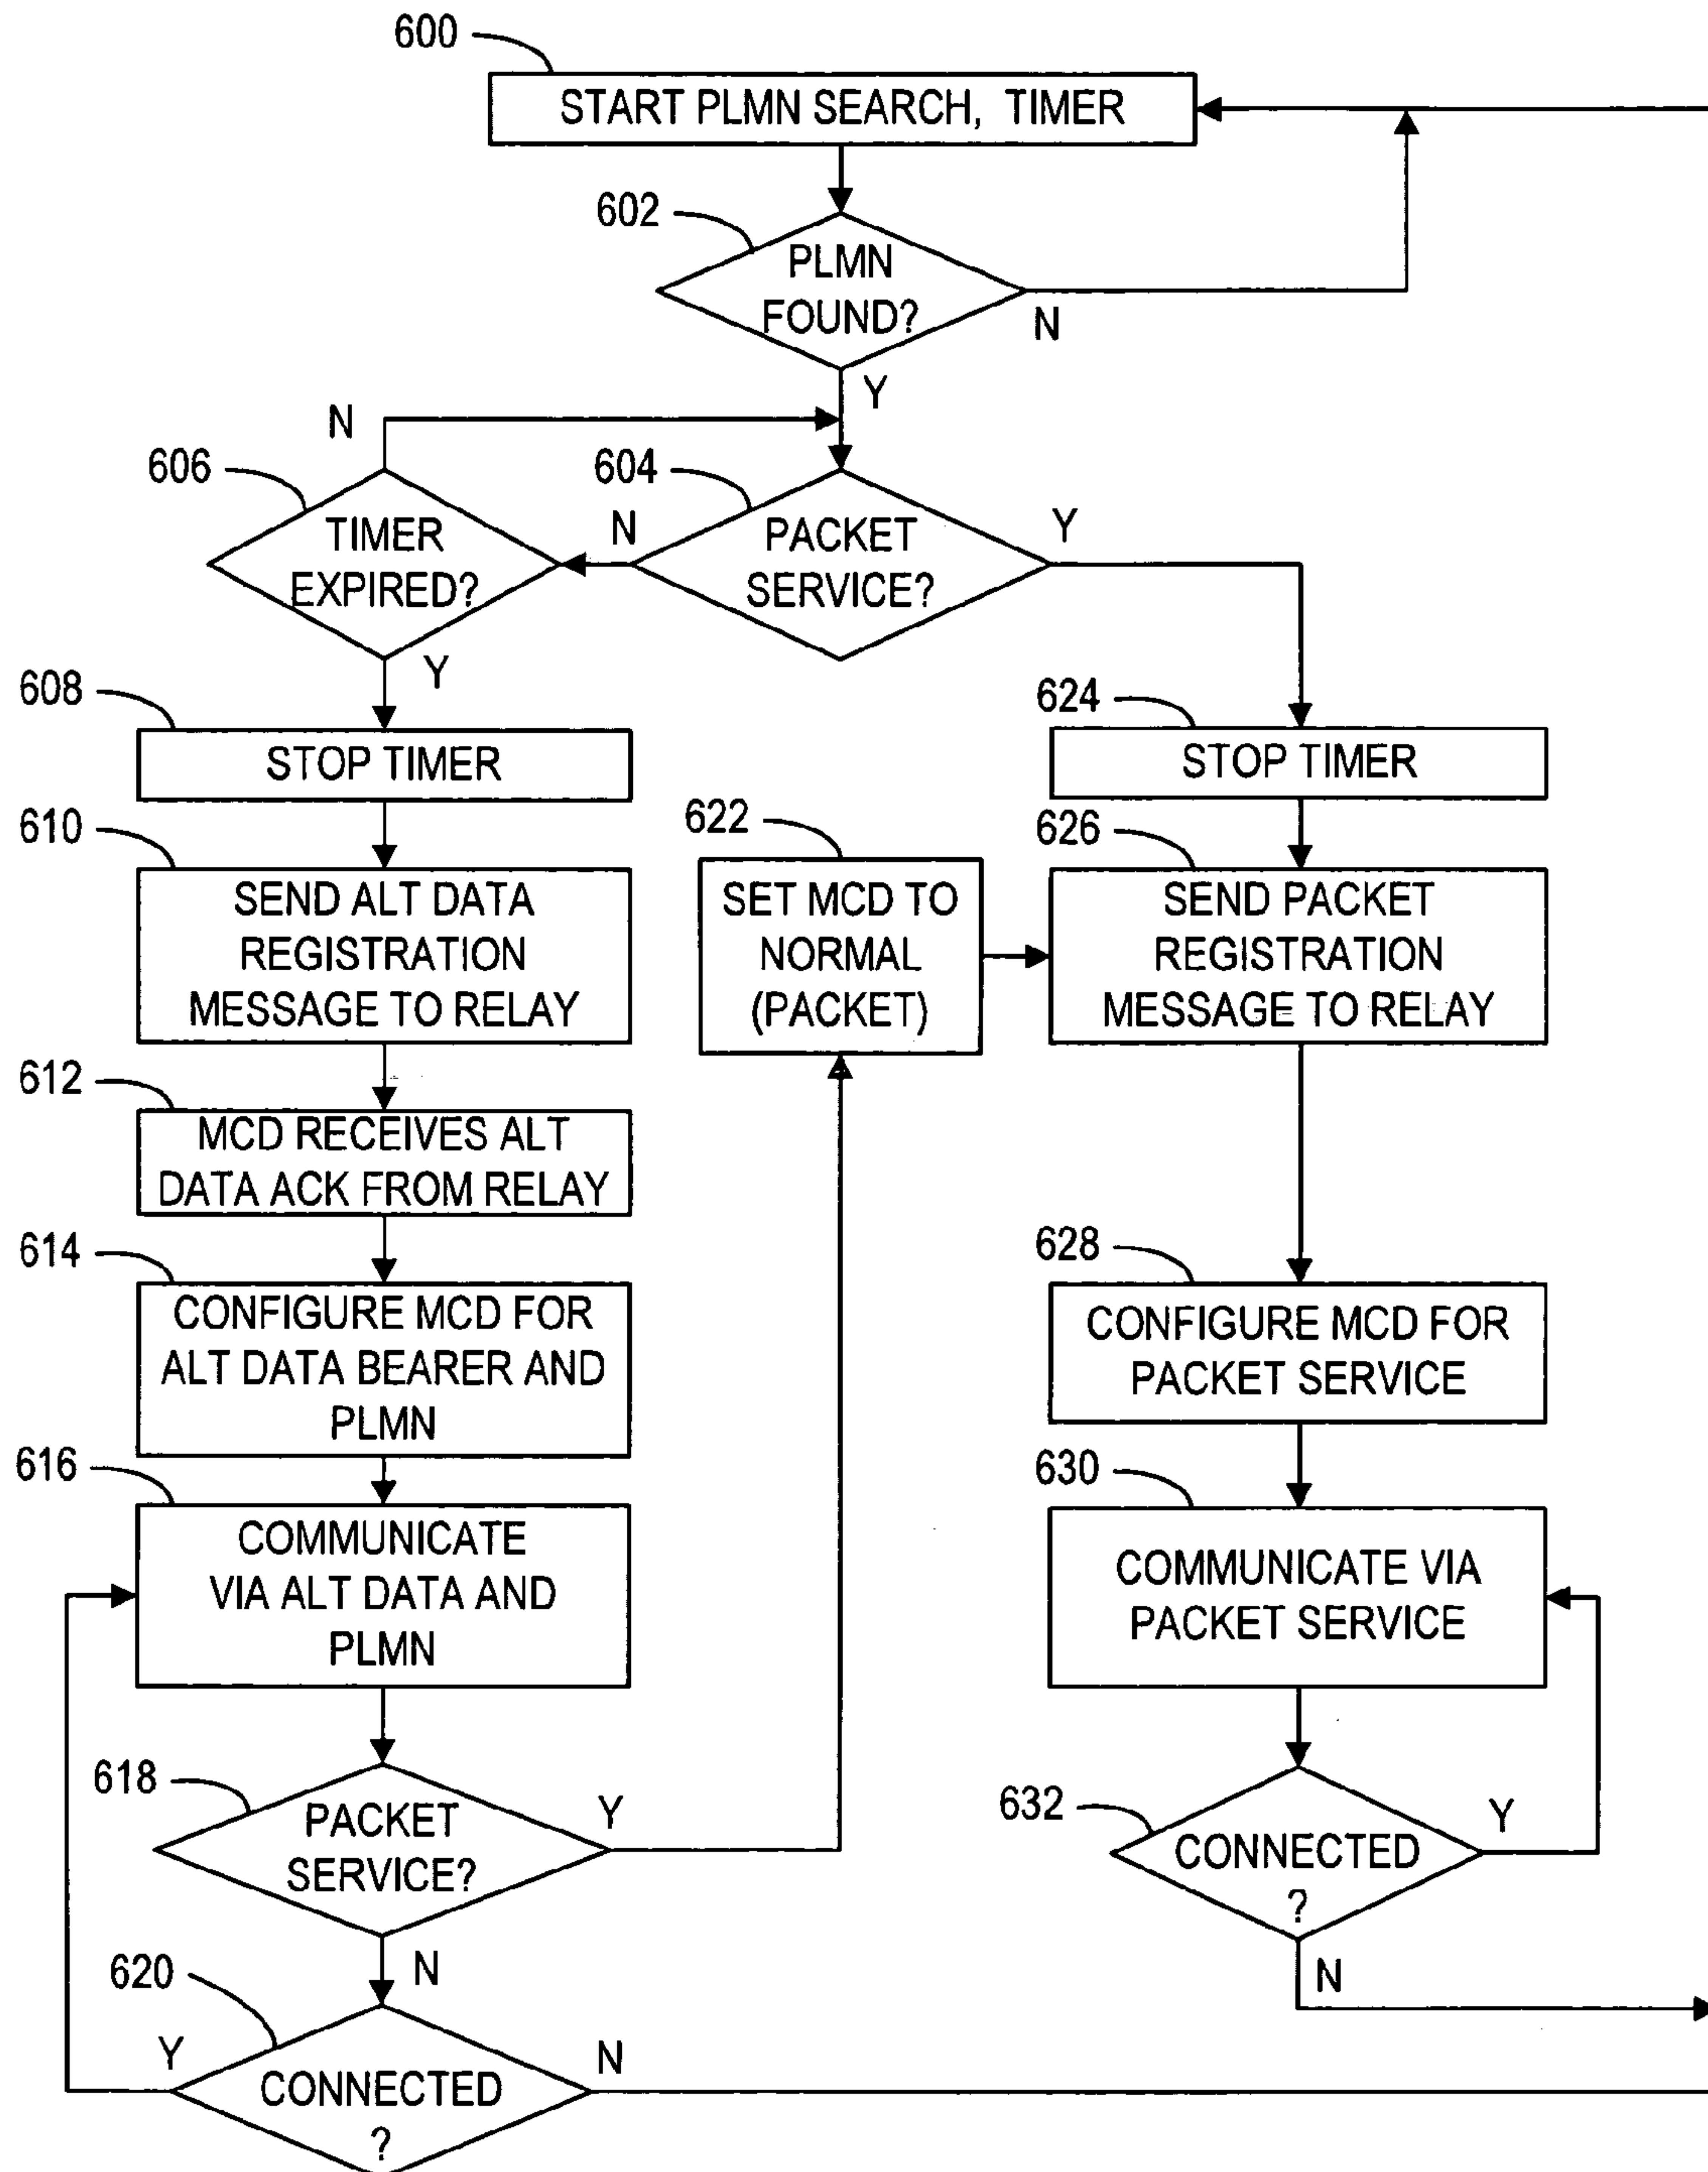 600
START PLMN SEARCH, TIMER
602
PLMN
FOUND?
N
Y
N
606
TIMER
EXPIRED?
604
N
PACKET
SERVICE?
Y
Y
608
STOP TIMER
624
STOP TIMER
610
SEND ALT DATA
REGISTRATION
MESSAGE TO RELAY
622
SET MCD TO
NORMAL
(PACKET)
626
SEND PACKET
REGISTRATION
MESSAGE TO RELAY
612
MCD RECEIVES ALT
DATA ACK FROM RELAY
614
CONFIGURE MCD FOR
ALT DATA BEARER AND
PLMN
628
CONFIGURE MCD FOR
PACKET SERVICE
616
COMMUNICATE
VIA ALT DATA AND
PLMN
630
COMMUNICATE VIA
PACKET SERVICE
618
PACKET
SERVICE?
Y
N
632
CONNECTED
?
Y
N
620
CONNECTED
?
Y
N